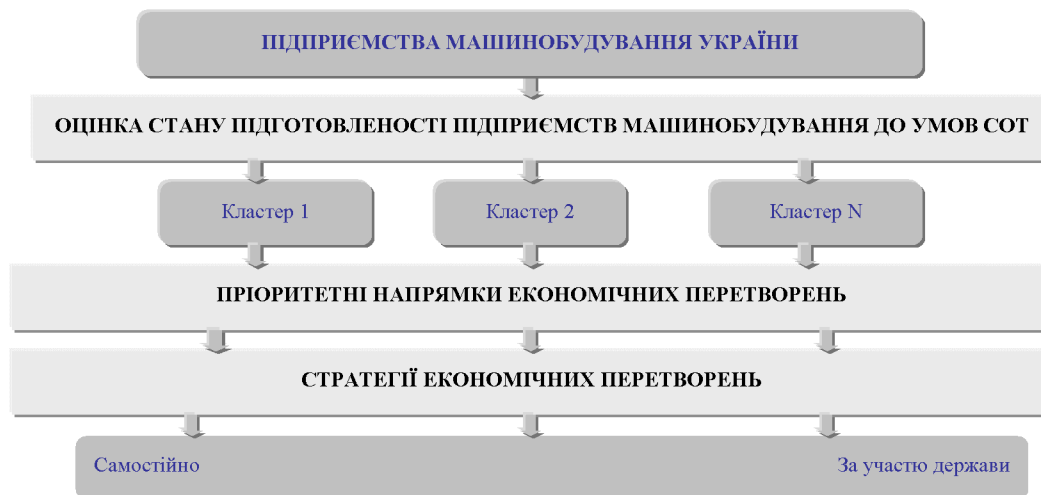 ПІДПРИЄМСТВА МАШИНОБУДУВАННЯ УКРАЇНИ
ОЦІНКА СТАНУ ПІДГОТОВЛЕНОСТІ ПІДПРИЄМСТВ МАШИНОБУДУВАННЯ ДО УМОВ СОТ
Кластер 1
Кластер 2
Кластер N
ПРІОРИТЕТНІ НАПРЯМКИ ЕКОНОМІЧНИХ ПЕРЕТВОРЕНЬ
СТРАТЕГІЇ ЕКОНОМІЧНИХ ПЕРЕТВОРЕНЬ
Самостійно
За участю держави